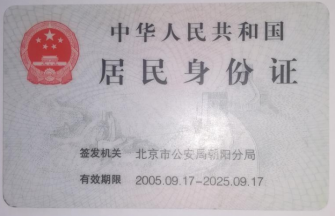 中华人民共和国
居民身份证
签发机关 北京市公安局朝阳分局
有效期限 2005.09.17-2025.09.17